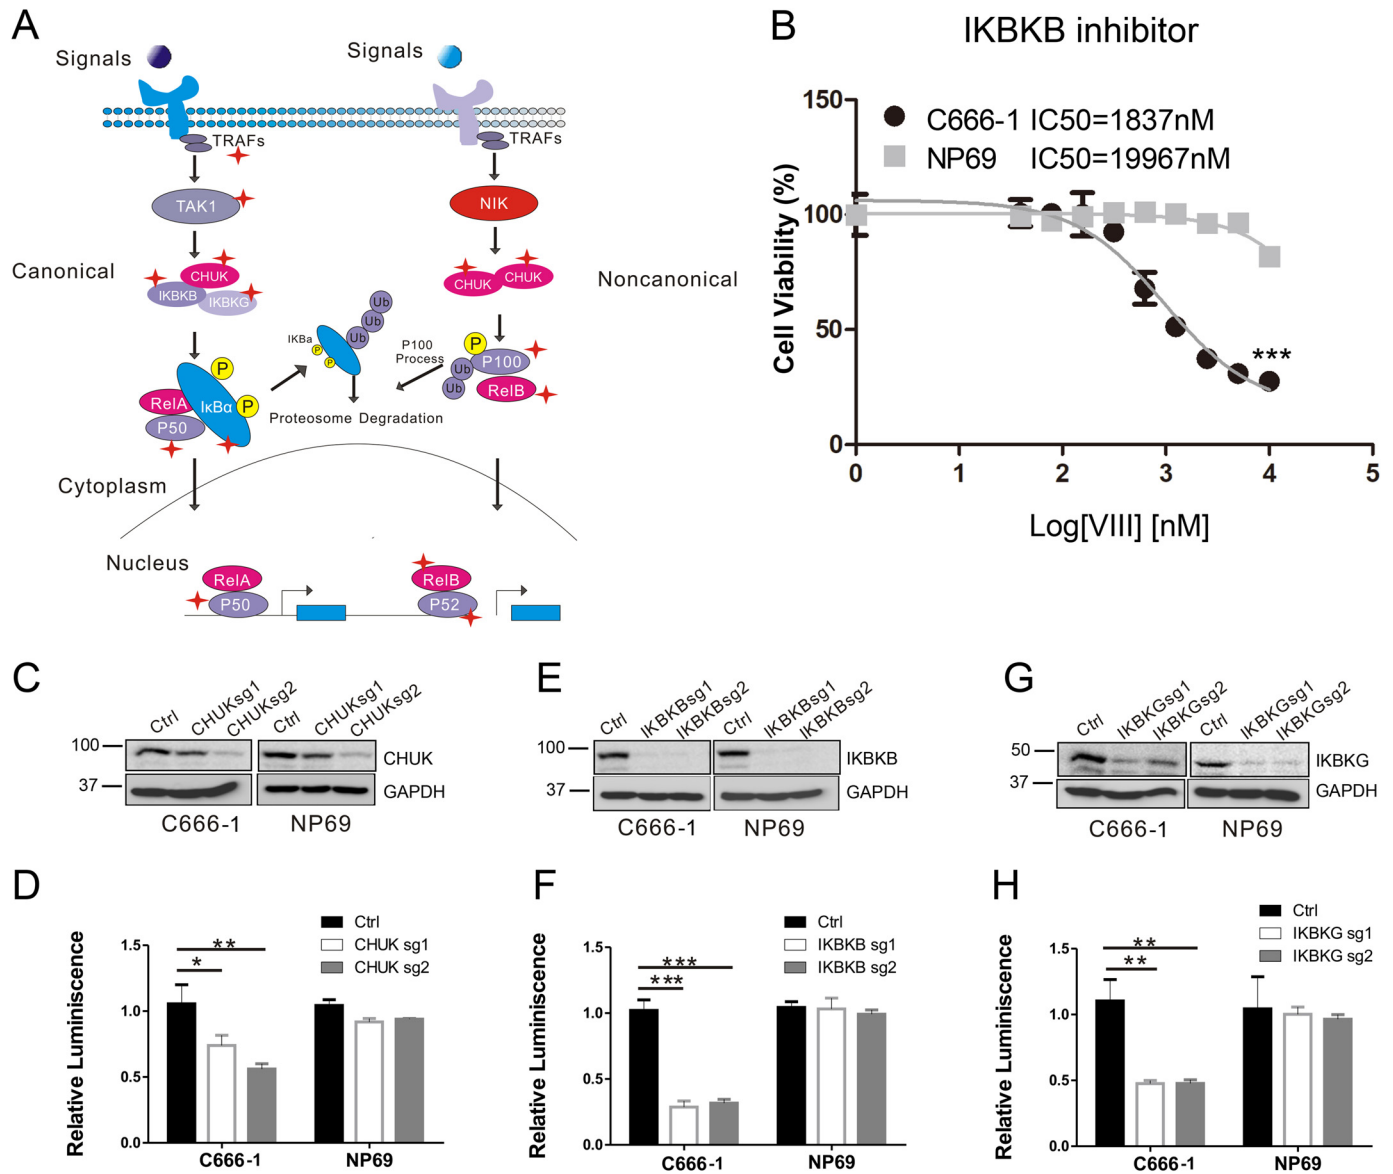 A
Signals
Signals
TRAFs
TRAFs
TAK1
NIK
Canonical
Noncanonical
CHUK
IKBKB
IKBKG
CHUK
CHUK
IKBa
P
P
Ub
Ub
Ub
P100
Process
P
P100
Ub
Ub
RelB
P
P
RelA
IκBα
P50
Proteosome Degradation
Cytoplasm
Nucleus
RelA
P50
RelB
P52
B
IKBKB inhibitor
C666-1 IC50=1837nM
NP69 IC50=19967nM
Cell Viability (%)
150
100
50
0
***
0 1 2 3 4 5
Log[VIII] [nM]
C
Ctrl CHUKsg1 CHUKsg2 Ctrl CHUKsg1 CHUKsg2
100
CHUK
37
GAPDH
C666-1 NP69
E
Ctrl IKBKBsg1 IKBKBsg2 Ctrl IKBKBsg1 IKBKBsg2
100
IKBKB
37
GAPDH
C666-1 NP69
G
Ctrl IKBKGsg1 IKBKGsg2 Ctrl IKBKGsg1 IKBKGsg2
50
IKBKG
37
GAPDH
C666-1 NP69
D
Ctrl
CHUK sg1
CHUK sg2
Relative Luminiscence
1.5
1.0
0.5
0.0
**
*
C666-1 NP69
F
Ctrl
IKBKB sg1
IKBKB sg2
Relative Luminiscence
1.5
1.0
0.5
0.0
***
***
C666-1 NP69
H
Ctrl
IKBKG sg1
IKBKG sg2
Relative Luminiscence
1.5
1.0
0.5
0.0
**
**
C666-1 NP69